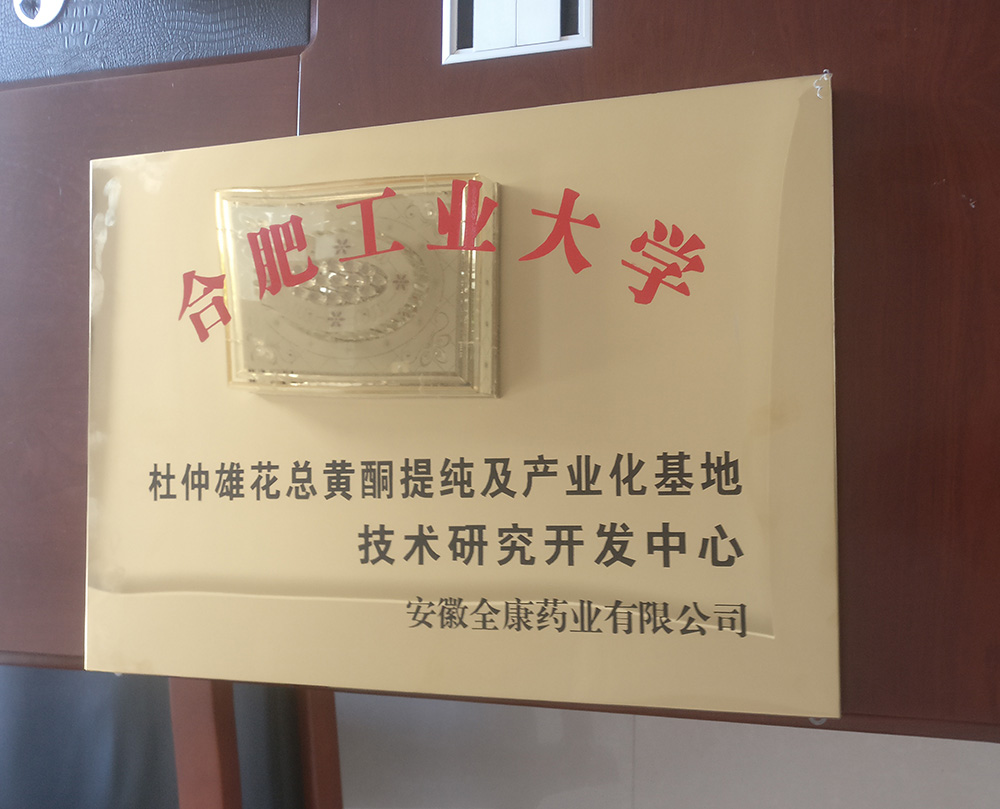 合肥工业大学
杜仲雄花总黄酮提纯及产业化基地
技术研究开发中心
安徽全康药业有限公司